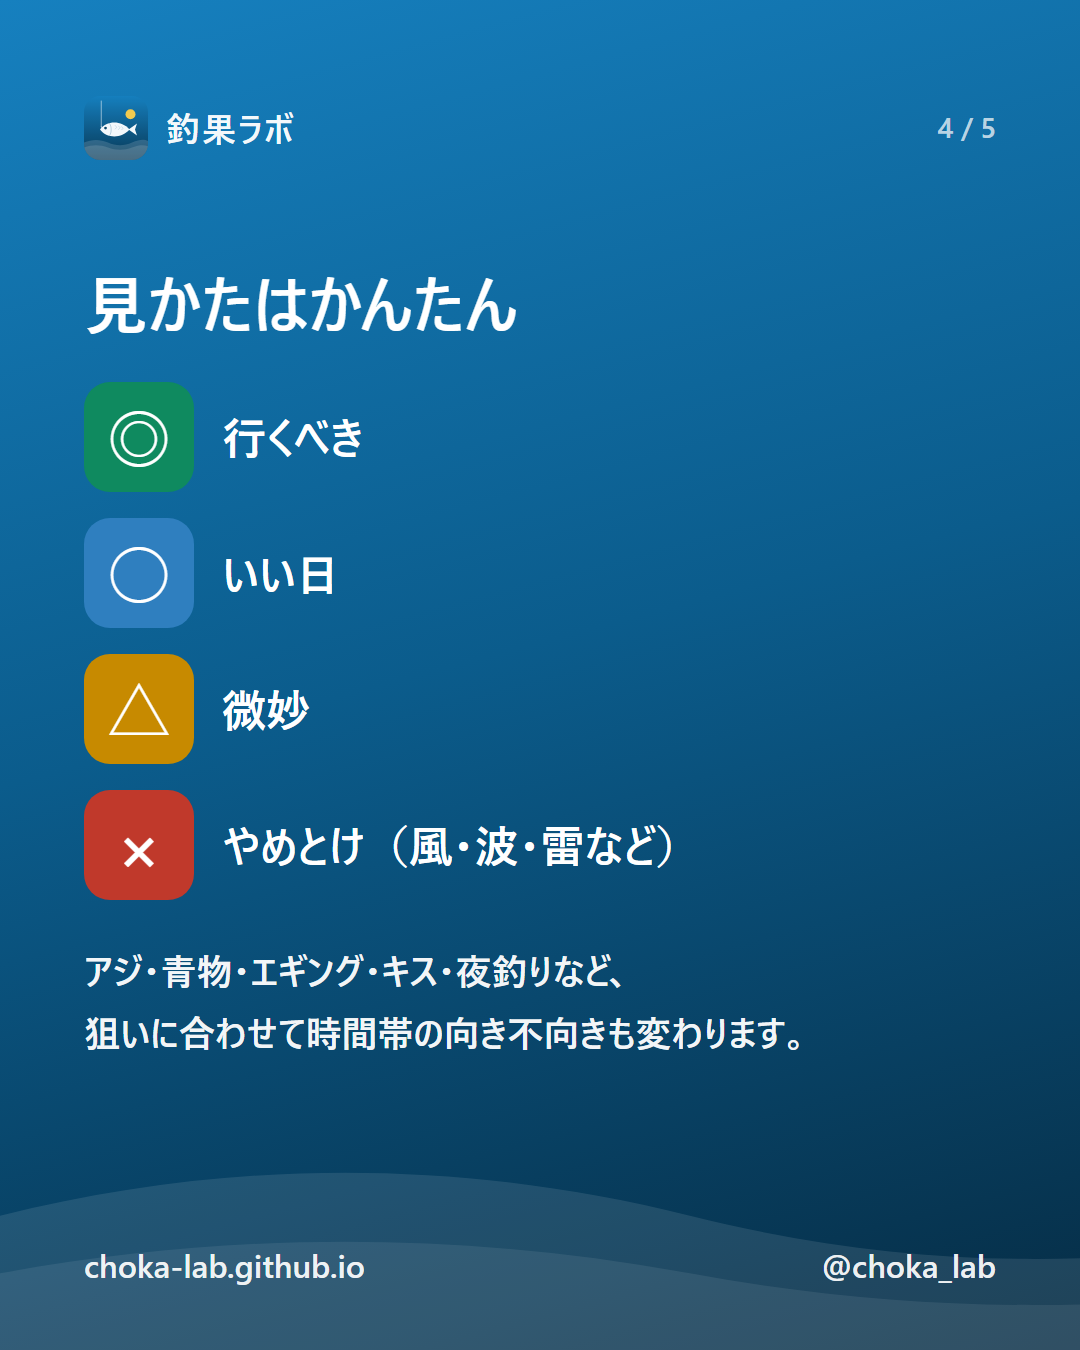 釣果ラボ
4 / 5
見かたはかんたん
◎ 行くべき
○ いい日
△ 微妙
× やめとけ（風・波・雷など）
アジ・青物・エギング・キス・夜釣りなど、
狙いに合わせて時間帯の向き不向きも変わります。
choka-lab.github.io
@choka_lab